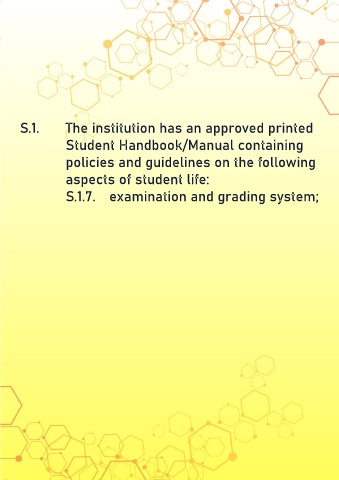 S.1. The institution has an approved printed
Student Handbook/Manual containing
policies and guidelines on the following
aspects of student life:
S.1.7. examination and grading system;